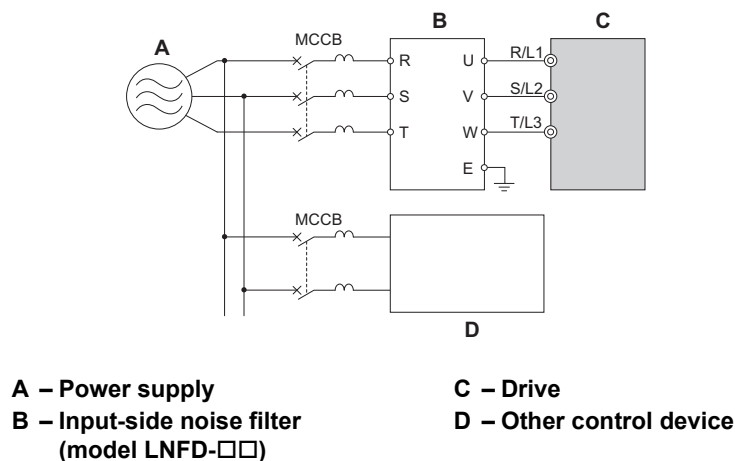 A
MCCB
B
C
R U R/L1
S V S/L2
T W T/L3
E
MCCB
D
A – Power supply
B – Input-side noise filter
(model LNFD-□□)
C – Drive
D – Other control device